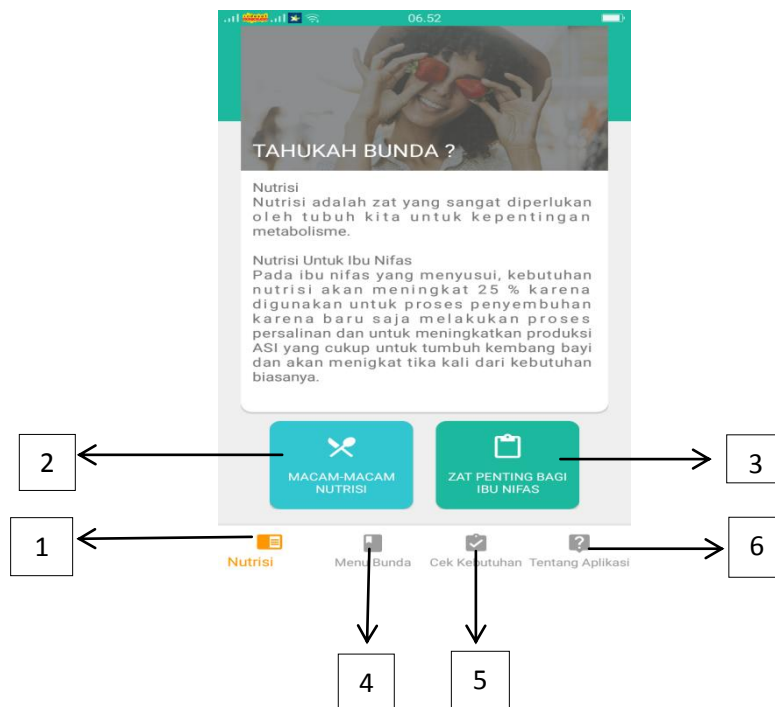 06.52
TAHUKAH BUNDA ?
Nutrisi
Nutrisi adalah zat yang sangat diperlukan
oleh tubuh kita untuk kepentingan
metabolisme.
Nutrisi Untuk Ibu Nifas
Pada ibu nifas yang menyusui, kebutuhan
nutrisi akan meningkat 25 % karena
digunakan untuk proses penyembuhan
karena baru saja melakukan proses
persalinan dan untuk meningkatkan produksi
ASI yang cukup untuk tumbuh kembang bayi
dan akan menigkat tika kali dari kebutuhan
biasanya.
2
MACAM-MACAM
NUTRISI
ZAT PENTING BAGI
IBU NIFAS
3
1
Nutrisi
Menu Bunda
Cek Kebutuhan
Tentang Aplikasi
6
4
5